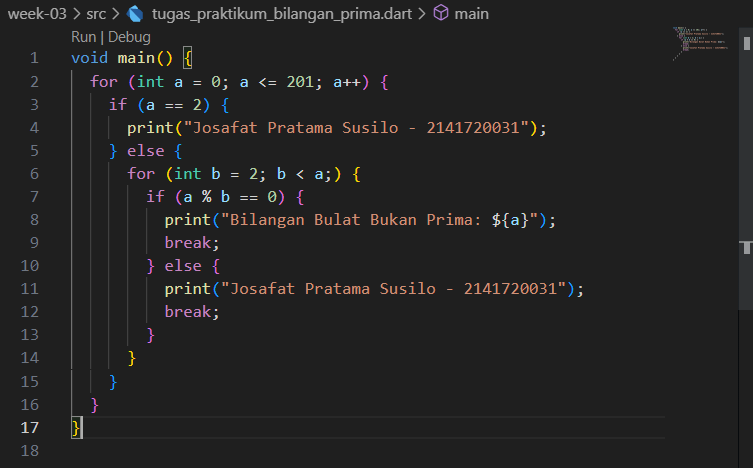 week-03 > src > tugas_praktikum_bilangan_prima.dart > main
Run | Debug
1 void main() {
2   for (int a = 0; a <= 201; a++) {
3     if (a == 2) {
4       print("Josafat Pratama Susilo - 2141720031");
5     } else {
6       for (int b = 2; b < a;) {
7         if (a % b == 0) {
8           print("Bilangan Bulat Bukan Prima: ${a}");
9           break;
10         } else {
11           print("Josafat Pratama Susilo - 2141720031");
12           break;
13         }
14       }
15     }
16   }
17 }
18